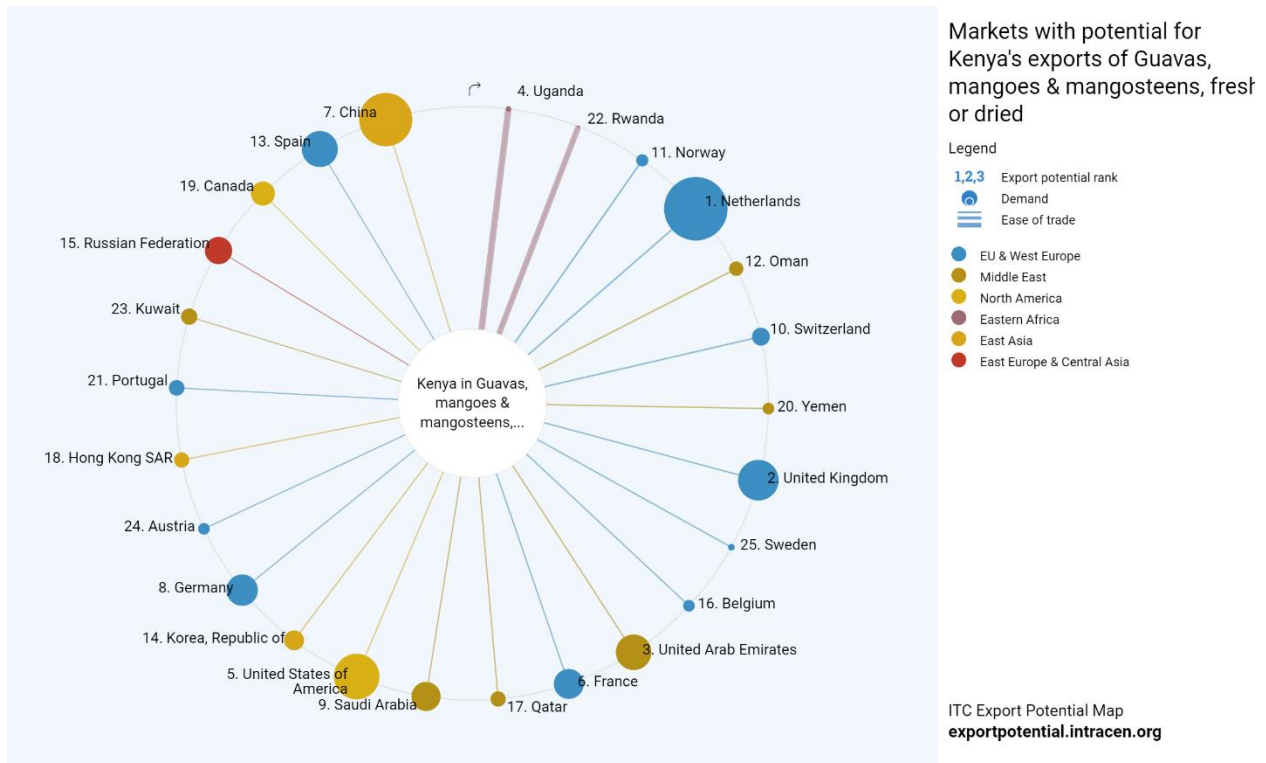 4. Uganda
22. Rwanda
11. Norway
1. Netherlands
12. Oman
10. Switzerland
20. Yemen
2. United Kingdom
25. Sweden
16. Belgium
3. United Arab Emirates
6. France
17. Qatar
9. Saudi Arabia
5. United States of
America
14. Korea, Republic of
8. Germany
24. Austria
18. Hong Kong SAR
21. Portugal
23. Kuwait
15. Russian Federation
19. Canada
13. Spain
7. China
Kenya in Guavas,
mangoes &
mangosteens,...
Markets with potential for
Kenya's exports of Guavas,
mangoes & mangosteens, fresh
or dried
Legend
1,2,3 Export potential rank
Demand
Ease of trade
EU & West Europe
Middle East
North America
Eastern Africa
East Asia
East Europe & Central Asia
ITC Export Potential Map
exportpotential.intracen.org